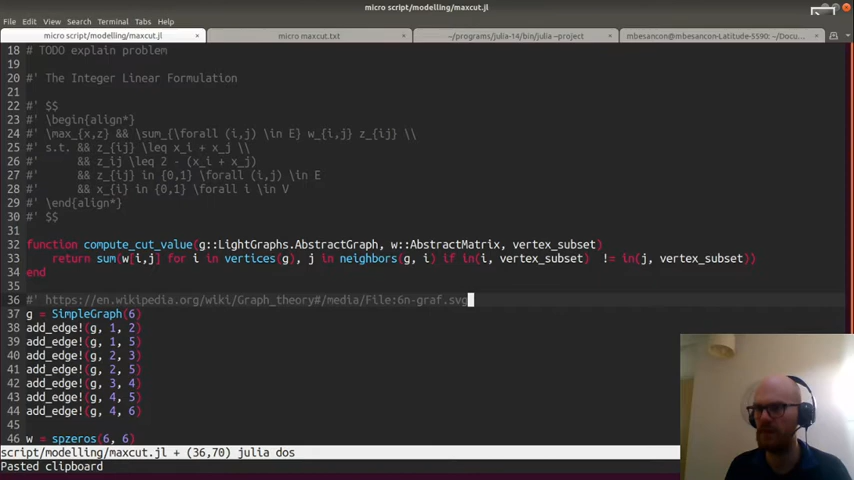 micro script/modelling/maxcut.jl
File Edit View Search Terminal Tabs Help
micro script/modelling/maxcut.jl × micro maxcut.txt × ~/programs/julia-14/bin/julia --project × mbesancon@mbesancon-Latitude-5590: ~/Docu... ×
18 # TODO explain problem
19
20 #' The Integer Linear Formulation
21
22 #' $$
23 #' \begin{align*}
24 #' \max_{x,z} && \sum_{\forall (i,j) \in E} w_{i,j} z_{ij} \\
25 #' s.t. && z_{ij} \leq x_i + x_j \\
26 #' && z_ij \leq 2 - (x_i + x_j)
27 #' && z_{ij} in {0,1} \forall (i,j) \in E
28 #' && x_{i} in {0,1} \forall i \in V
29 #' \end{align*}
30 #' $$
31
32 function compute_cut_value(g::LightGraphs.AbstractGraph, w::AbstractMatrix, vertex_subset)
33 return sum(w[i,j] for i in vertices(g), j in neighbors(g, i) if in(i, vertex_subset) != in(j, vertex_subset))
34 end
35
36 #' https://en.wikipedia.org/wiki/Graph_theory#/media/File:6n-graf.svg
37 g = SimpleGraph(6)
38 add_edge!(g, 1, 2)
39 add_edge!(g, 1, 5)
40 add_edge!(g, 2, 3)
41 add_edge!(g, 2, 5)
42 add_edge!(g, 3, 4)
43 add_edge!(g, 4, 5)
44 add_edge!(g, 4, 6)
45
46 w = spzeros(6, 6)
script/modelling/maxcut.jl + (36,70) julia dos
Pasted clipboard